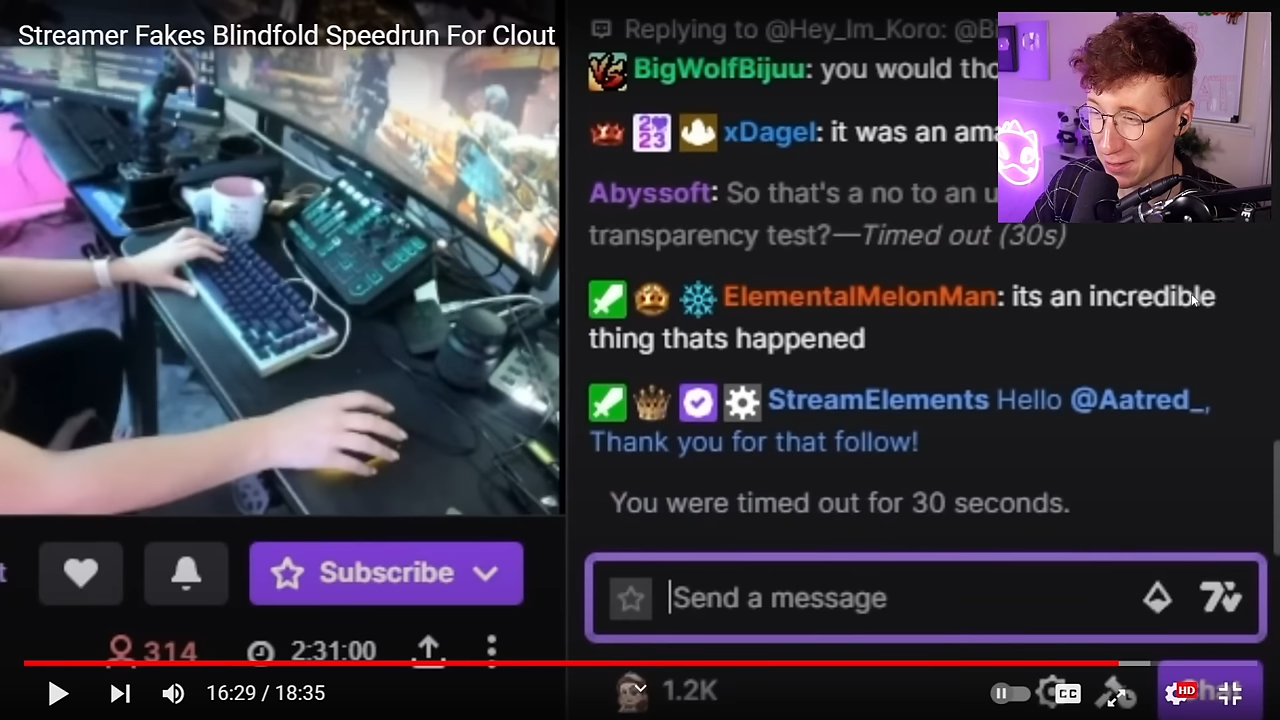 Streamer Fakes Blindfold Speedrun For Clout
Replying to @Hey_Im_Koro: @B
BigWolfBijuu: you would tho
xDagel: it was an ama
Abyssoft: So that's a no to an u
transparency test?—Timed out (30s)
ElementalMelonMan: its an incredible
thing thats happened
StreamElements Hello @Aatred_,
Thank you for that follow!
You were timed out for 30 seconds.
Subscribe
Send a message
314 2:31:00
16:29 / 18:35
1.2K
CC
HD
Chat